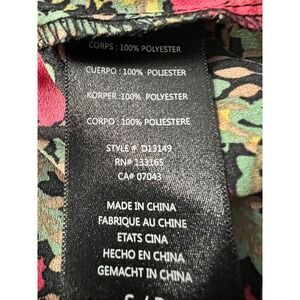 CORPS : 100% POLYESTER
CUERPO : 100% POLIESTER
KÖRPER :100% POLYESTER
CORPO : 100% POLIESTERE
STYLE # D13149
RN# 133165
CA# 07043
MADE IN CHINA
FABRIQUE AU CHINE
ETATS CINA
HECHO EN CHINA
GEMACHT IN CHINA